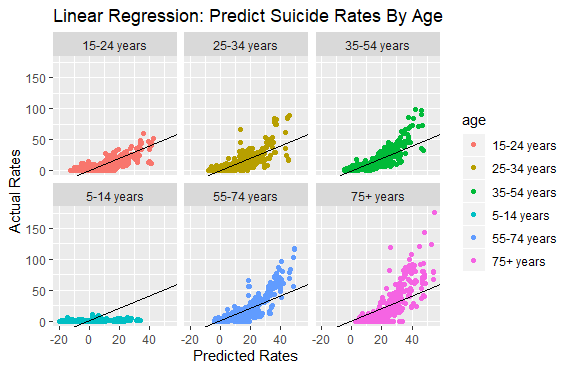 Linear Regression: Predict Suicide Rates By Age
15-24 years
25-34 years
35-54 years
150
100
50
0
5-14 years
55-74 years
75+ years
150
100
50
0
-20 0 20 40
-20 0 20 40
-20 0 20 40
Actual Rates
Predicted Rates
age
15-24 years
25-34 years
35-54 years
5-14 years
55-74 years
75+ years